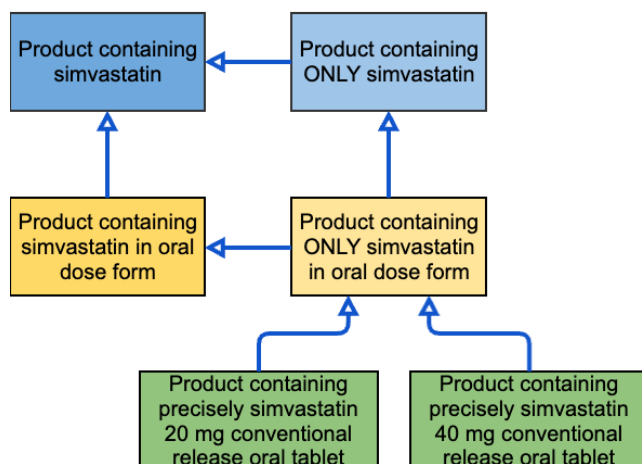 Product containing
simvastatin
Product containing
ONLY simvastatin
Product containing
simvastatin in oral
dose form
Product containing
ONLY simvastatin
in oral dose form
Product containing
precisely simvastatin
20 mg conventional
release oral tablet
Product containing
precisely simvastatin
40 mg conventional
release oral tablet